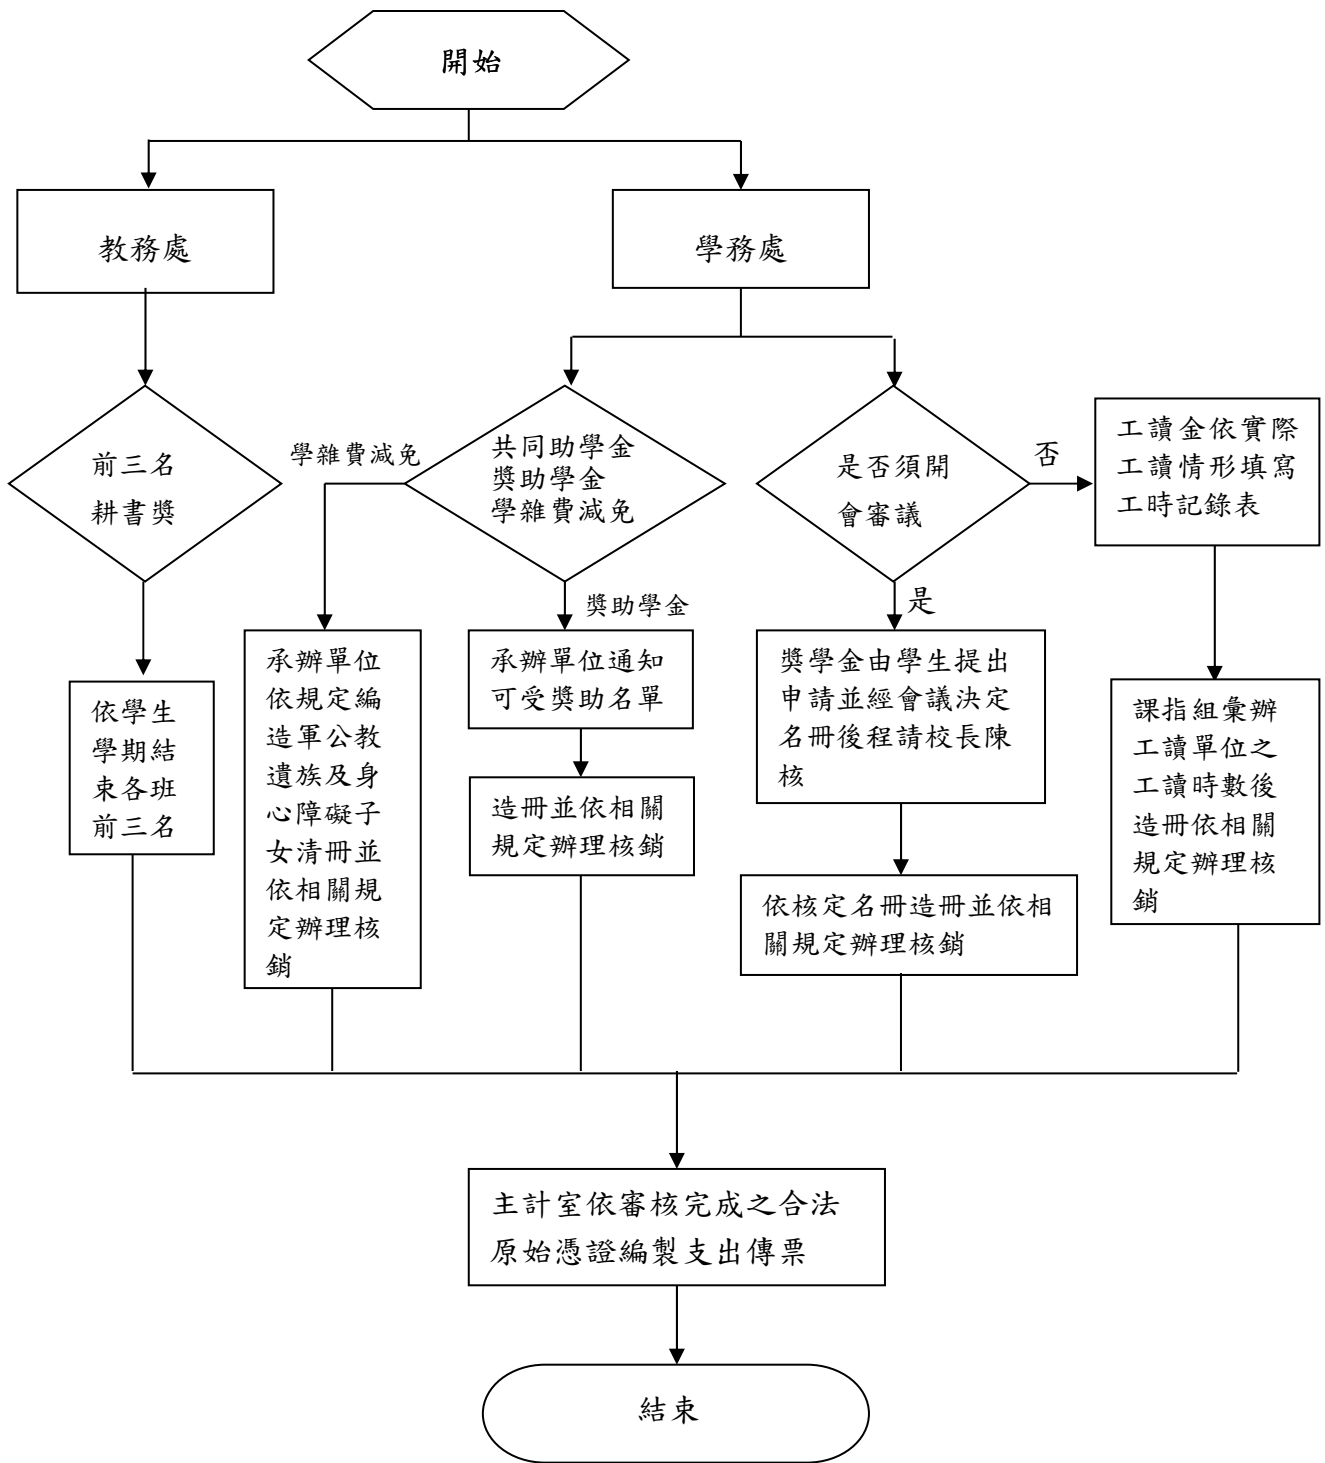 開始
教務處
學務處
前三名
耕書獎
學雜費減免
共同助學金
獎助學金
學雜費減免
是否須開
會審議
否
工讀金依實際
工讀情形填寫
工時記錄表
獎助學金
是
依學生
學期結
束各班
前三名
承辦單位
依規定編
造軍公教
遺族及身
心障礙子
女清冊並
依相關規
定辦理核
銷
承辦單位通知
可受獎助名單
造冊並依相關
規定辦理核銷
獎學金由學生提出
申請並經會議決定
名冊後程請校長陳
核
依核定名冊造冊並依相
關規定辦理核銷
課指組彙辦
工讀單位之
工讀時數後
造冊依相關
規定辦理核
銷
主計室依審核完成之合法
原始憑證編製支出傳票
結束